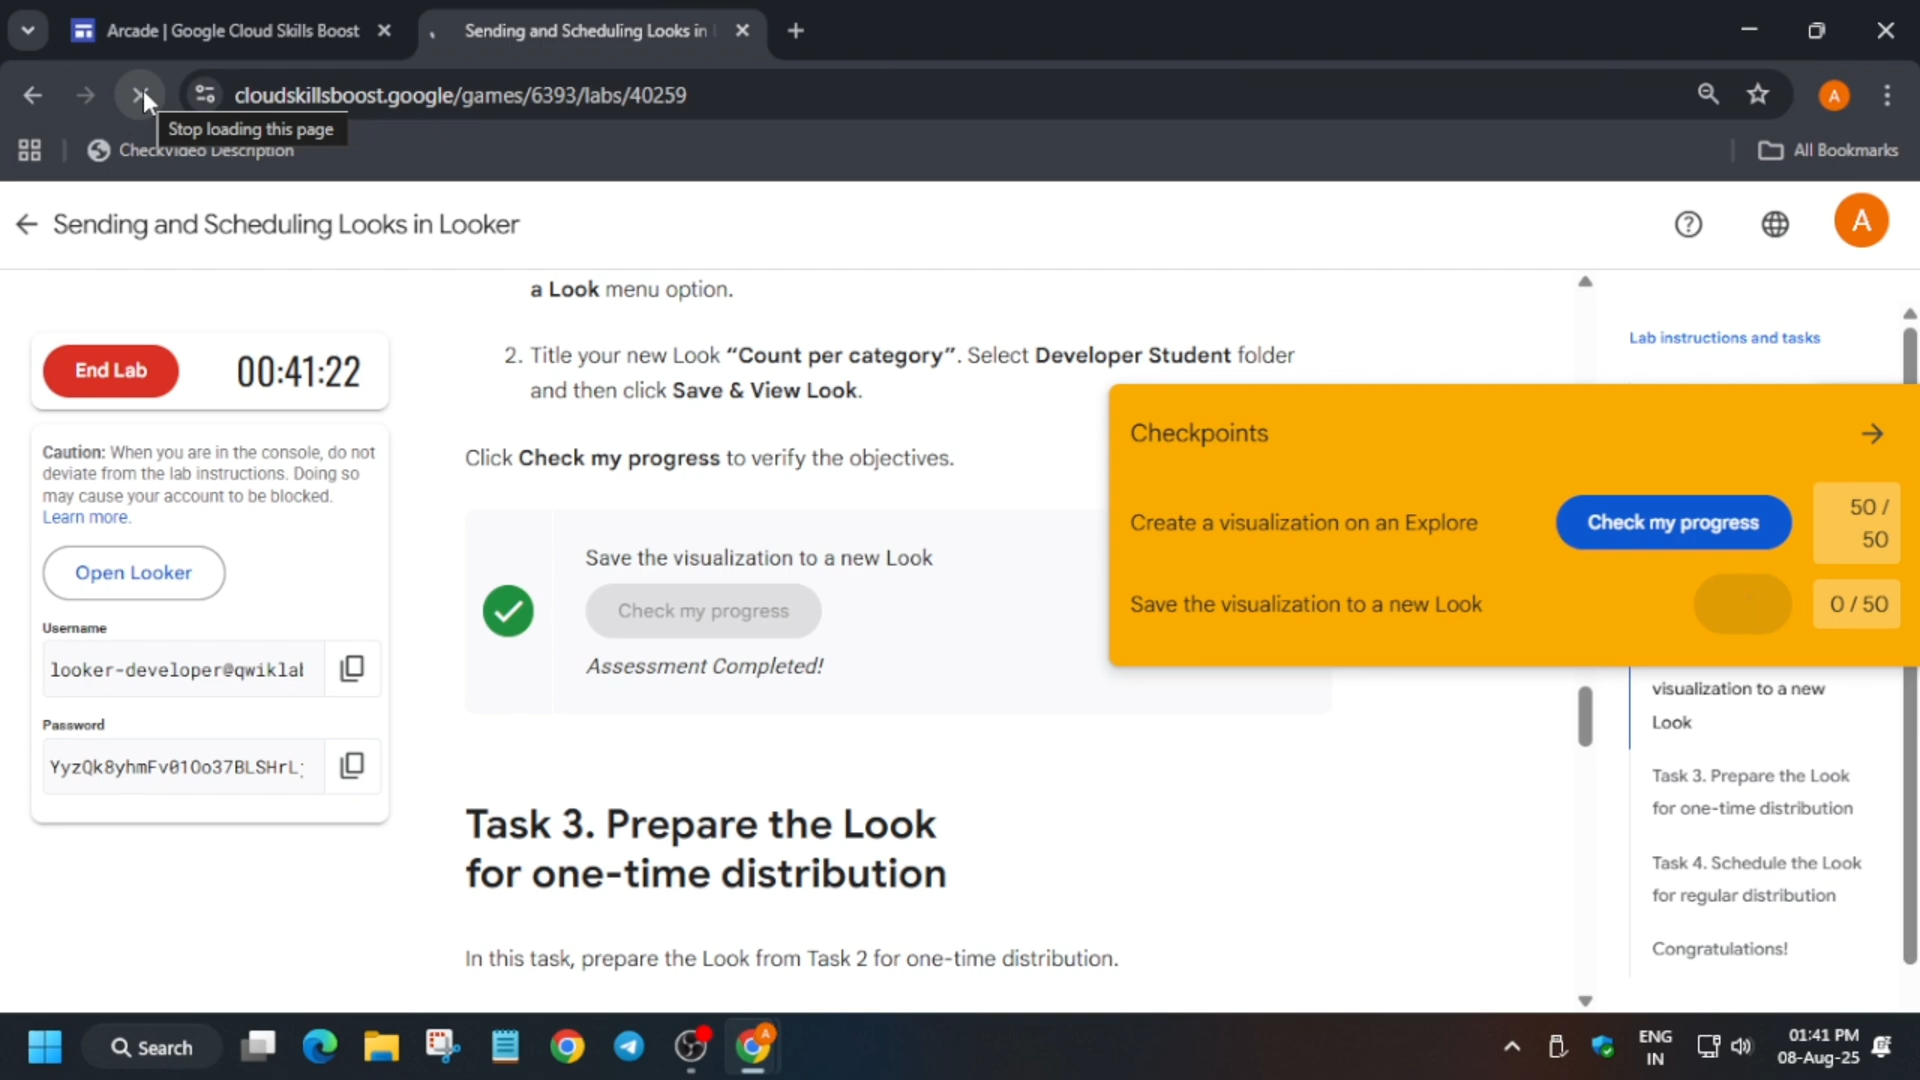 Arcade | Google Cloud Skills Boost
Sending and Scheduling Looks in
cloudskillsboost.google/games/6393/labs/40259
A
Stop loading this page
CheckVideo Description
All Bookmarks
Sending and Scheduling Looks in Looker
A
a Look menu option.
2. Title your new Look “Count per category”. Select Developer Student folder
and then click Save & View Look.
Click Check my progress to verify the objectives.
Save the visualization to a new Look
Check my progress
Assessment Completed!
Task 3. Prepare the Look
for one-time distribution
In this task, prepare the Look from Task 2 for one-time distribution.
End Lab
00:41:22
Caution: When you are in the console, do not
deviate from the lab instructions. Doing so
may cause your account to be blocked.
Learn more.
Open Looker
Username
looker-developer@qwiklab
Password
YyzQk8yhmFv01Oo37BLSHrL
Lab instructions and tasks
Checkpoints
Create a visualization on an Explore
Check my progress
50 /
50
Save the visualization to a new Look
0 / 50
visualization to a new
Look
Task 3. Prepare the Look
for one-time distribution
Task 4. Schedule the Look
for regular distribution
Congratulations!
Search
A
ENG
IN
01:41 PM
08-Aug-25